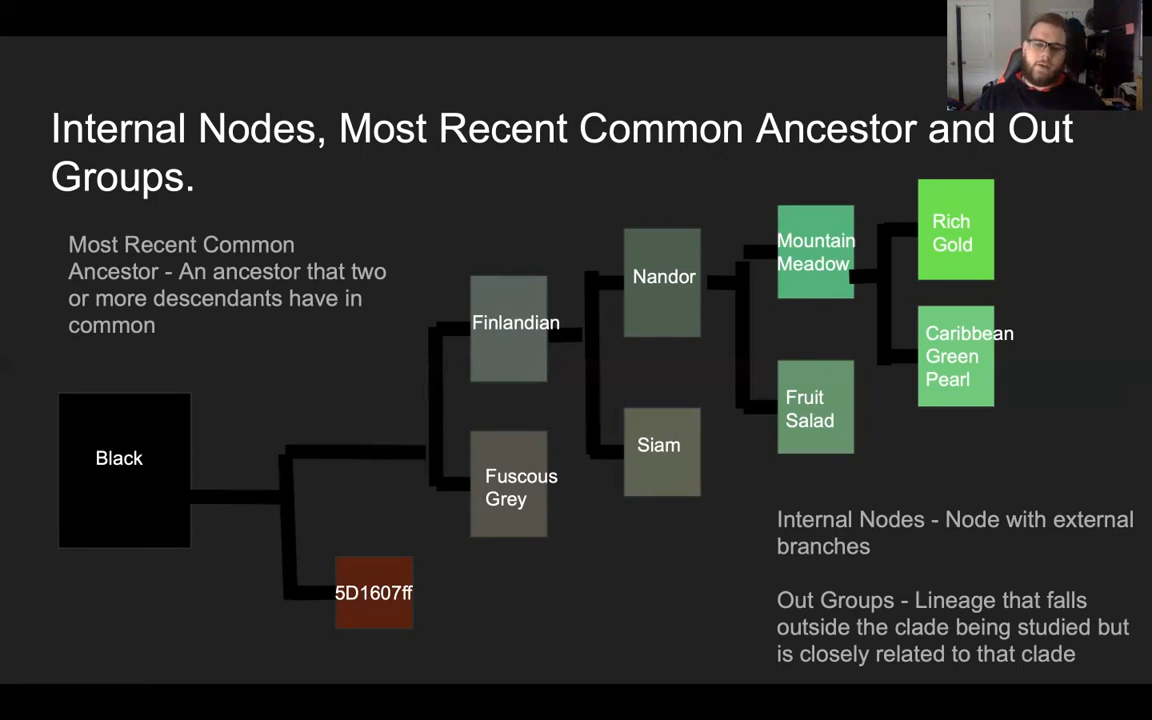 Internal Nodes, Most Recent Common Ancestor and Out
Groups.
Most Recent Common
Ancestor - An ancestor that two
or more descendants have in
common
Black
5D1607ff
Finlandian
Fuscous
Grey
Nandor
Siam
Mountain
Meadow
Fruit
Salad
Rich
Gold
Caribbean
Green
Pearl
Internal Nodes - Node with external
branches
Out Groups - Lineage that falls
outside the clade being studied but
is closely related to that clade